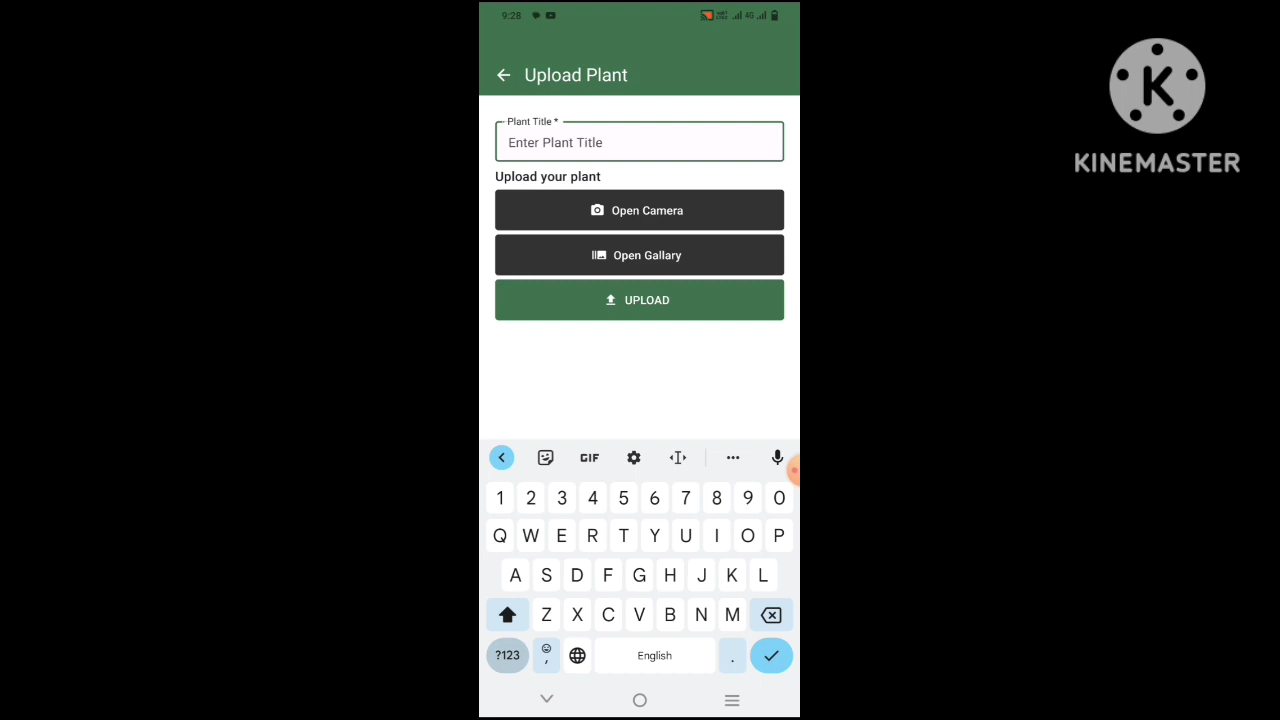 9:28
4G
Upload Plant
Plant Title *
Enter Plant Title
Upload your plant
Open Camera
Open Gallary
UPLOAD
GIF
1 2 3 4 5 6 7 8 9 0
Q W E R T Y U I O P
A S D F G H J K L
Z X C V B N M
?123 , English .
K
KINEMASTER